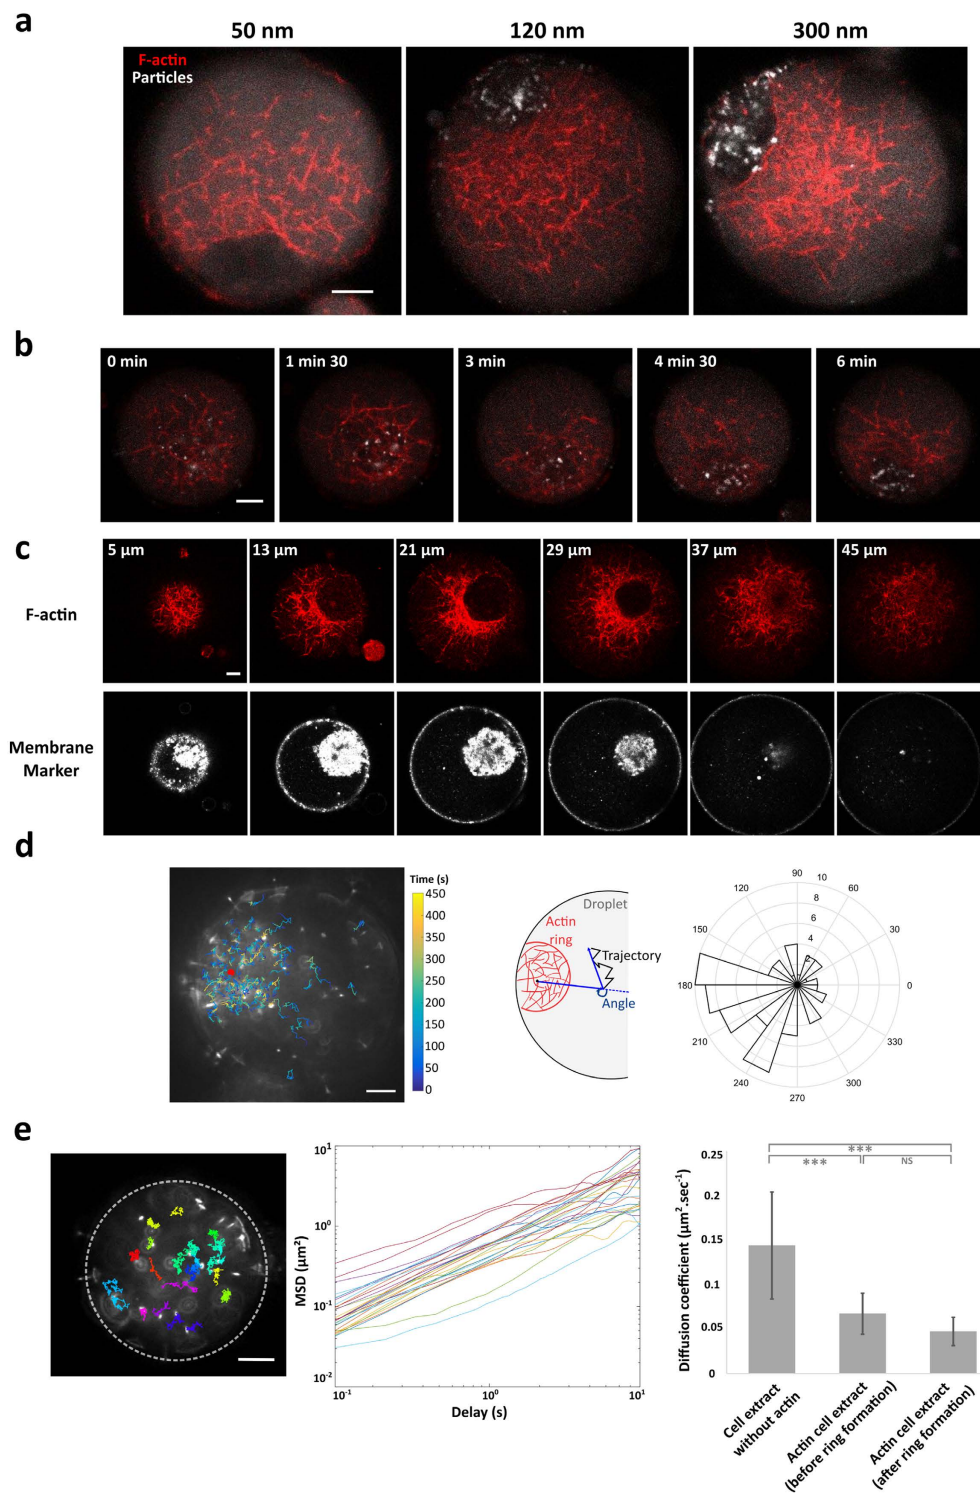 a
50 nm
120 nm
300 nm
F-actin
Particles
b
0 min
1 min 30
3 min
4 min 30
6 min
c
5 µm
13 µm
21 µm
29 µm
37 µm
45 µm
F-actin
Membrane
Marker
d
Time (s)
450
400
350
300
250
200
150
100
50
0
Droplet
Actin
ring
Trajectory
Angle
90
10
120
60
8
6
150
30
4
2
180
0
210
330
240
300
270
e
MSD (µm²)
10¹
10⁰
10⁻¹
10⁻²
10⁻¹
10⁰
10¹
Delay (s)
Diffusion coefficient (µm².sec⁻¹)
0.25
0.2
0.15
0.1
0.05
0
***
***
NS
Cell extract
without actin
Actin cell extract
(before ring formation)
Actin cell extract
(after ring formation)